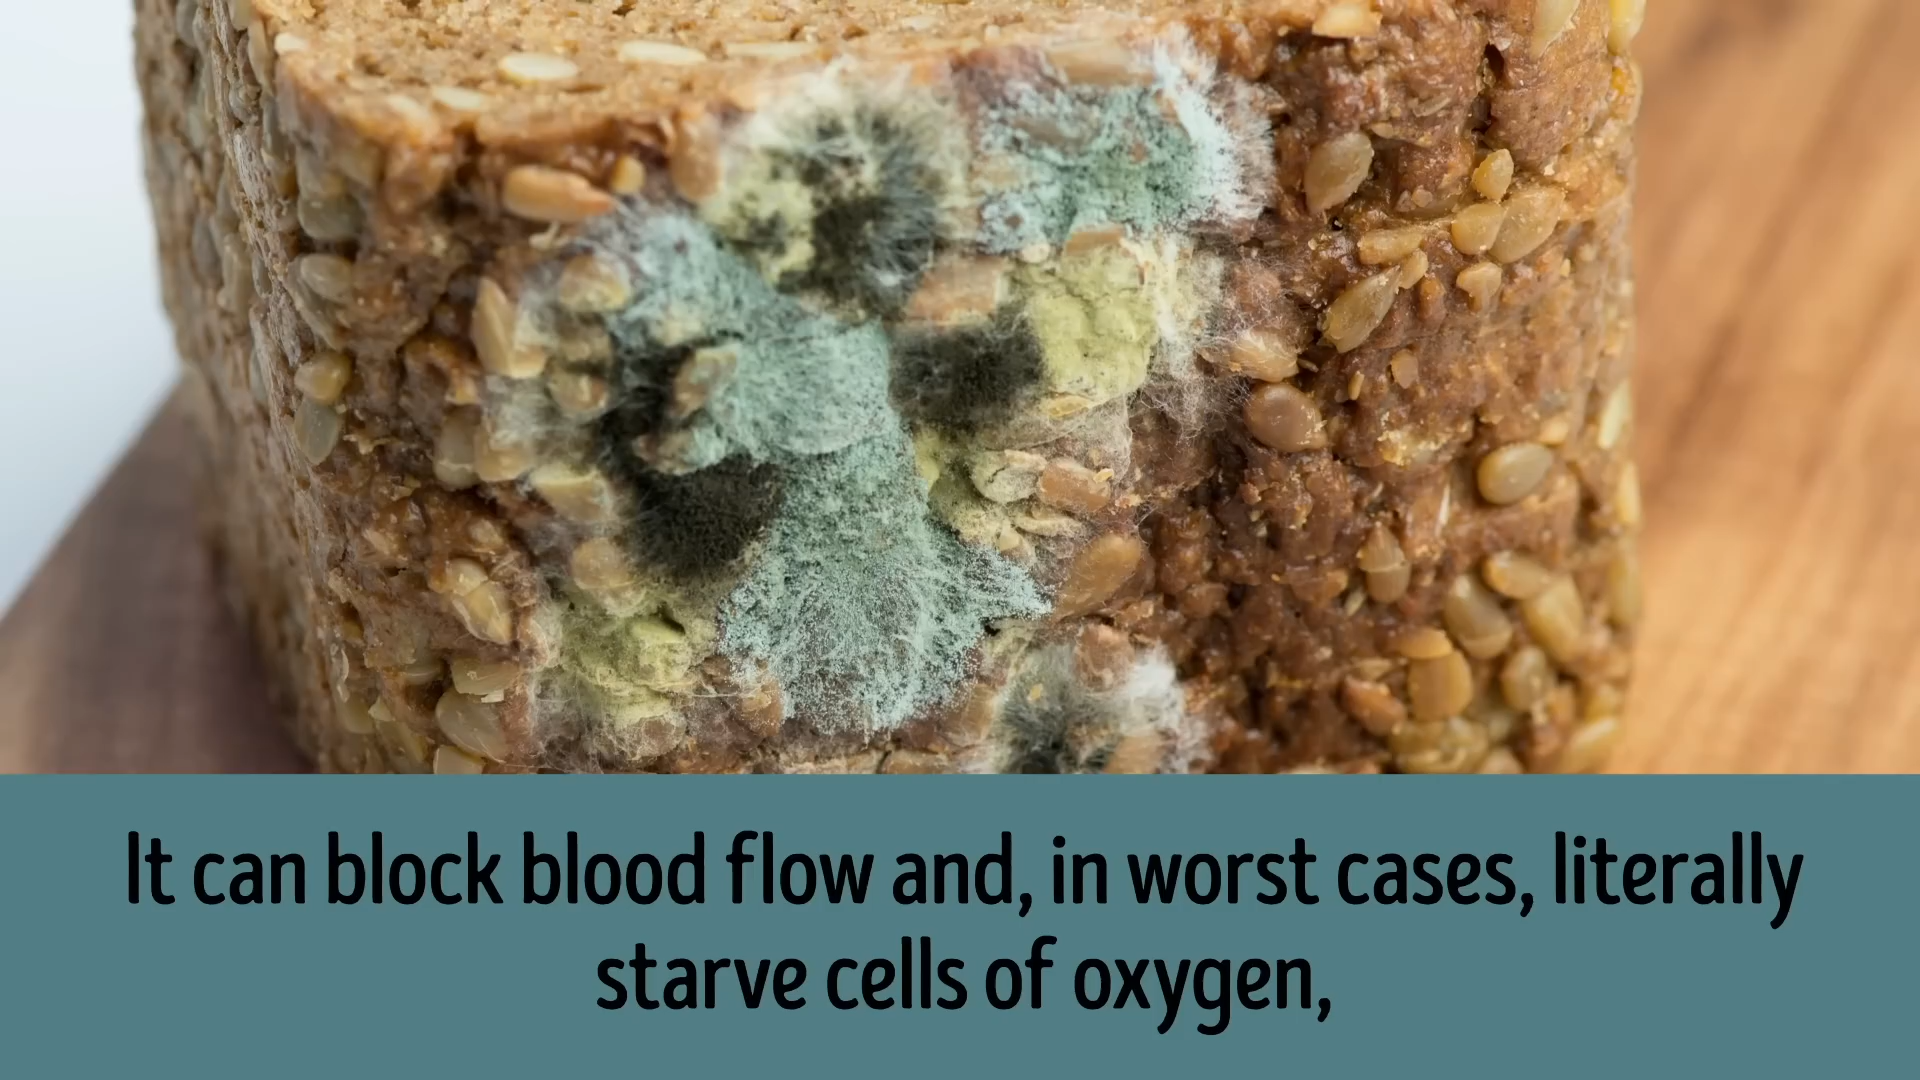 It can block blood flow and, in worst cases, literally
starve cells of oxygen,